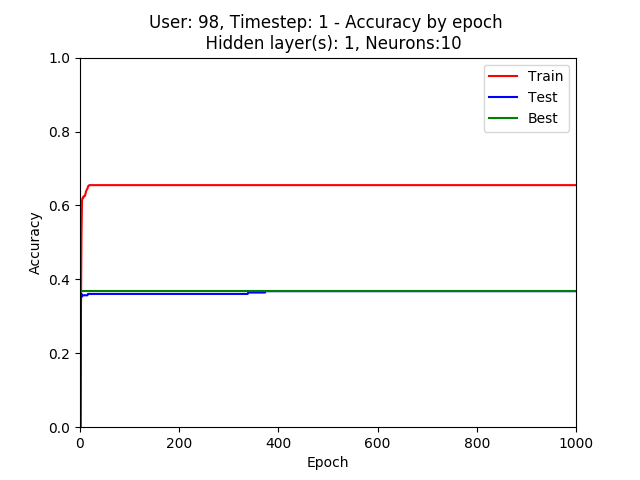 User: 98, Timestep: 1 - Accuracy by epoch
Hidden layer(s): 1, Neurons:10
1.0
0.8
0.6
0.4
0.2
0.0
Accuracy
Train
Test
Best
0 200 400 600 800 1000
Epoch